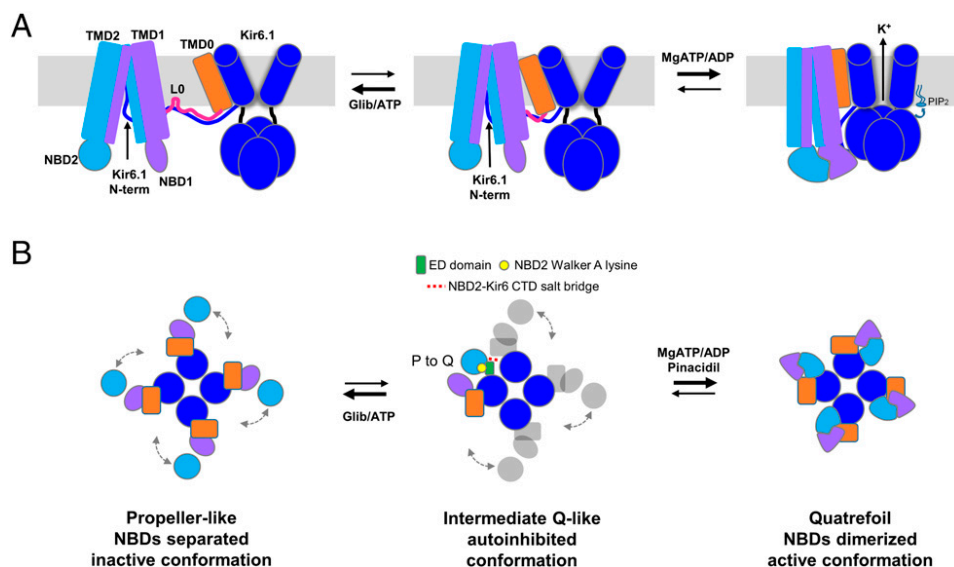 A
TMD2 TMD1
TMD0
Kir6.1
L0
NBD2
Kir6.1
N-term
NBD1
Glib/ATP
Kir6.1
N-term
MgATP/ADP
K+
PIP2
B
ED domain NBD2 Walker A lysine
NBD2-Kir6 CTD salt bridge
P to Q
Glib/ATP
MgATP/ADP
Pinacidil
Propeller-like
NBDs separated
inactive conformation
Intermediate Q-like
autoinhibited
conformation
Quatrefoil
NBDs dimerized
active conformation